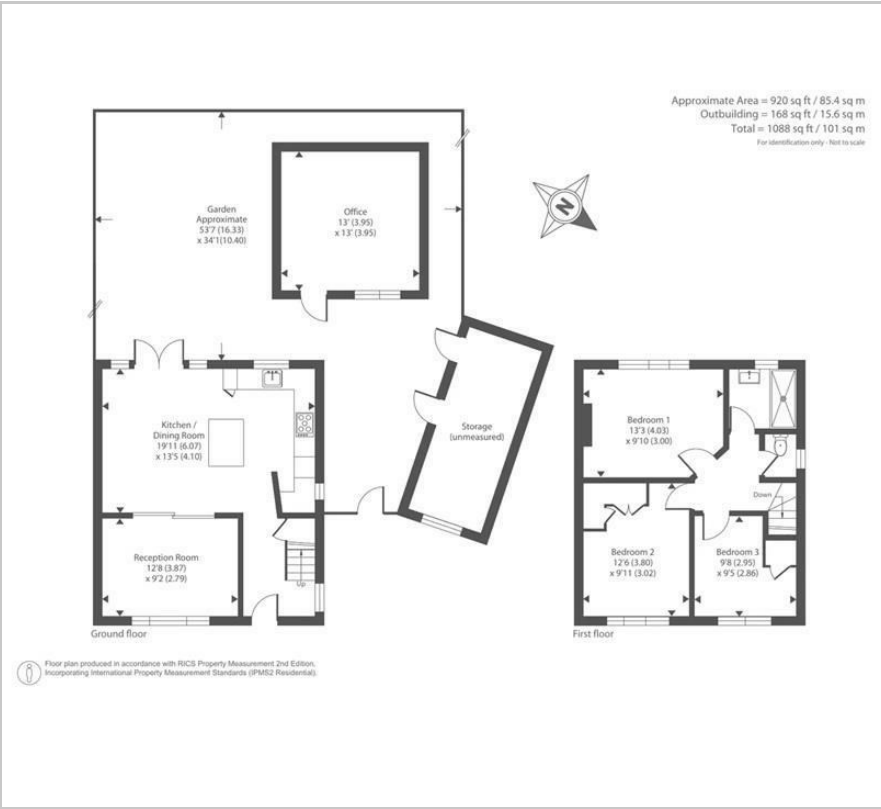 Approximate Area = 920 sq ft / 85.4 sq m
Outbuilding = 168 sq ft / 15.6 sq m
Total = 1088 sq ft / 101 sq m
For identification only - Not to scale
N
Garden
Approximate
53'7 (16.33)
x 34'1(10.40)
Office
13' (3.95)
x 13' (3.95)
Kitchen /
Dining Room
19'11 (6.07)
x 13'5 (4.10)
Storage
(unmeasured)
Reception Room
12'8 (3.87)
x 9'2 (2.79)
Up
Ground floor
Bedroom 1
13'3 (4.03)
x 9'10 (3.00)
Down
Bedroom 2
12'6 (3.80)
x 9'11 (3.02)
Bedroom 3
9'8 (2.95)
x 9'5 (2.86)
First floor
Floor plan produced in accordance with RICS Property Measurement 2nd Edition,
Incorporating International Property Measurement Standards (IPMS2 Residential).